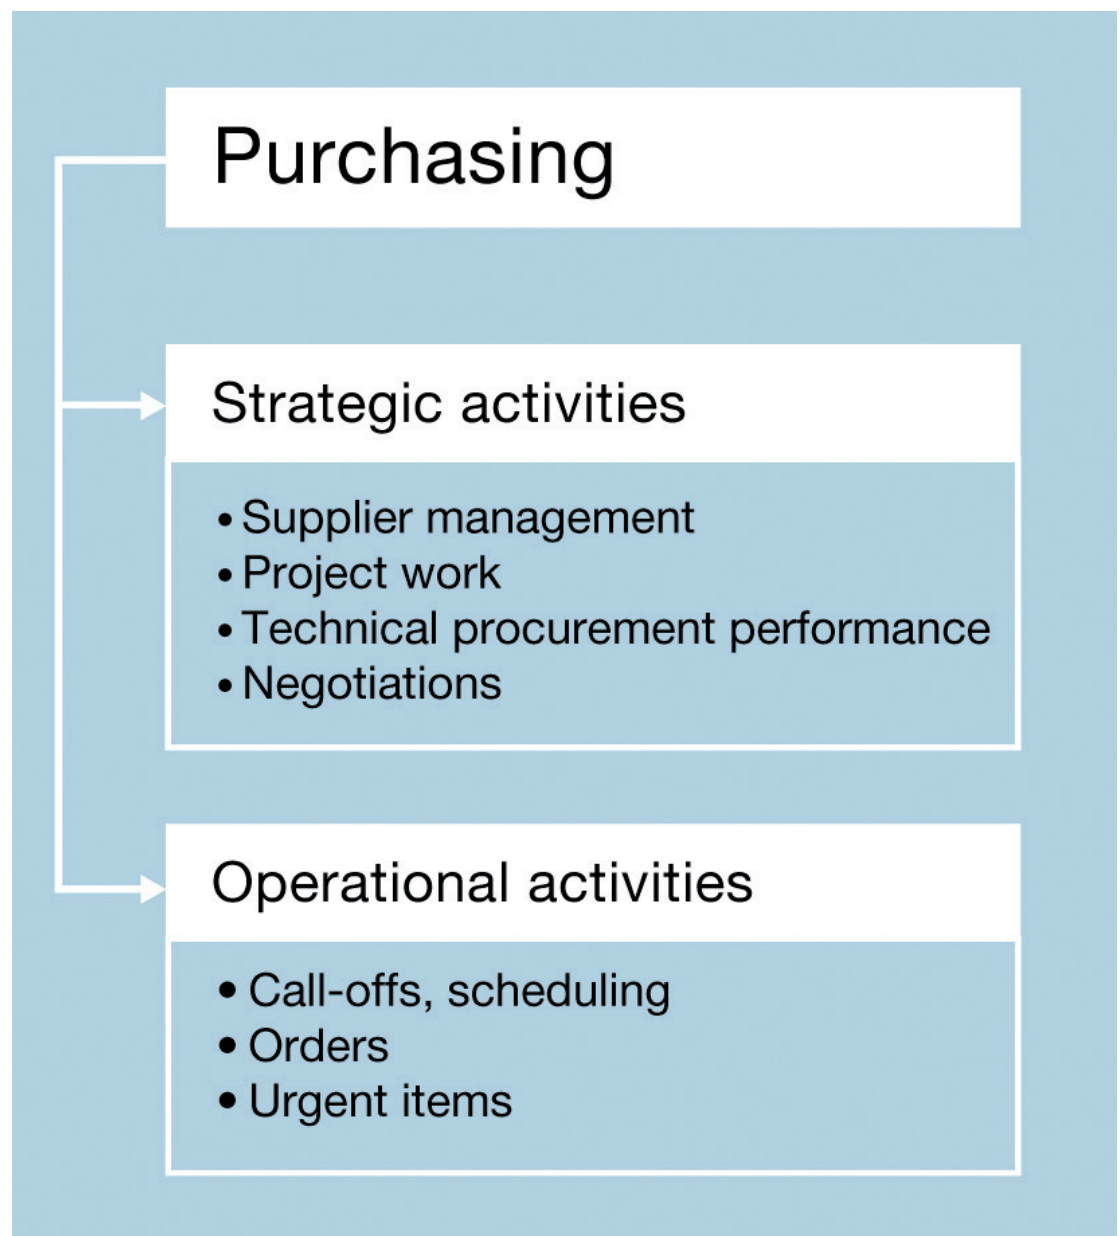 Purchasing
Strategic activities
• Supplier management
• Project work
• Technical procurement performance
• Negotiations
Operational activities
• Call-offs, scheduling
• Orders
• Urgent items